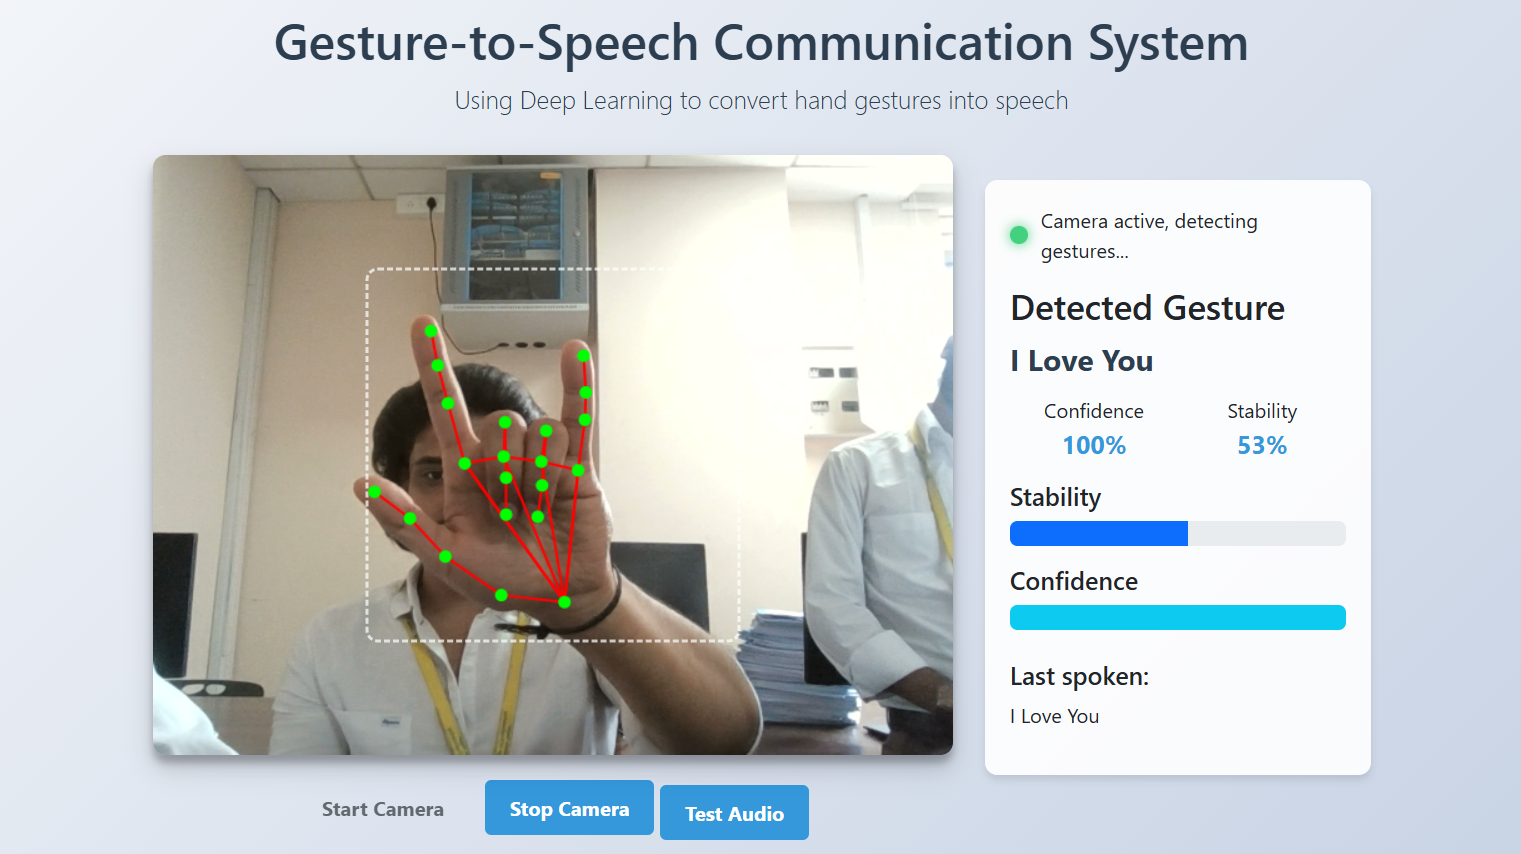 Gesture-to-Speech Communication System
Using Deep Learning to convert hand gestures into speech
Camera active, detecting
gestures...
Detected Gesture
I Love You
Confidence Stability
100% 53%
Stability
Confidence
Last spoken:
I Love You
Start Camera Stop Camera Test Audio